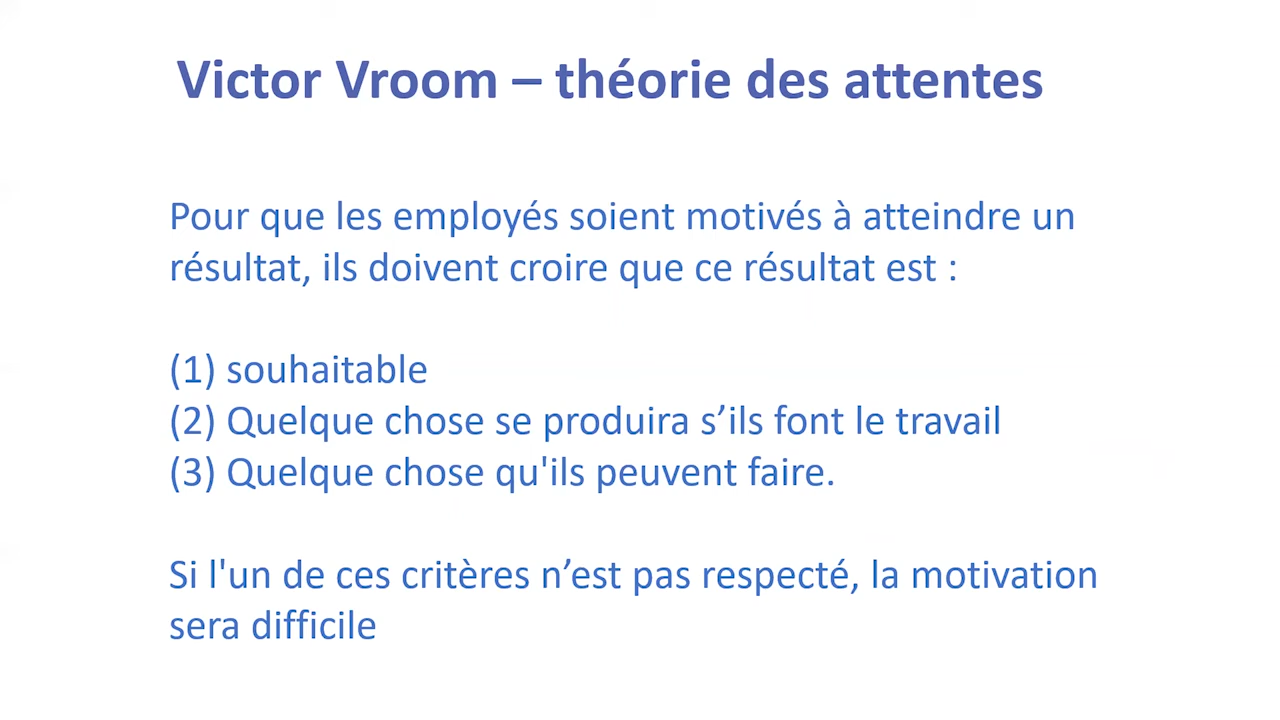 Victor Vroom – théorie des attentes
Pour que les employés soient motivés à atteindre un
résultat, ils doivent croire que ce résultat est :
(1) souhaitable
(2) Quelque chose se produira s’ils font le travail
(3) Quelque chose qu'ils peuvent faire.
Si l'un de ces critères n’est pas respecté, la motivation
sera difficile